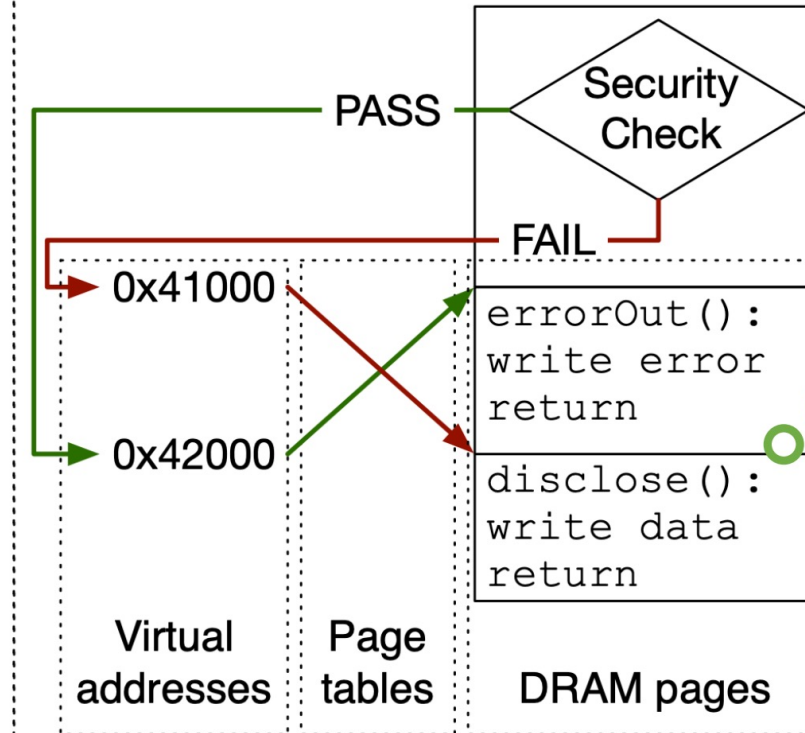 Security
Check
PASS
FAIL
0x41000
0x42000
errorOut():
write error
return
disclose():
write data
return
Virtual
addresses
Page
tables
DRAM pages